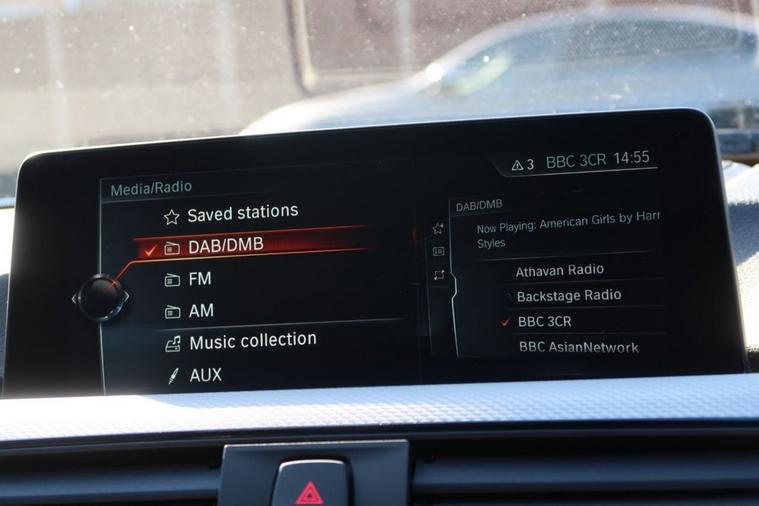 Media/Radio
3 BBC 3CR 14:55
Saved stations
DAB/DMB
FM
AM
Music collection
AUX
DAB/DMB
Now Playing: American Girls by Harr
Styles
Athavan Radio
Backstage Radio
BBC 3CR
BBC AsianNetwork